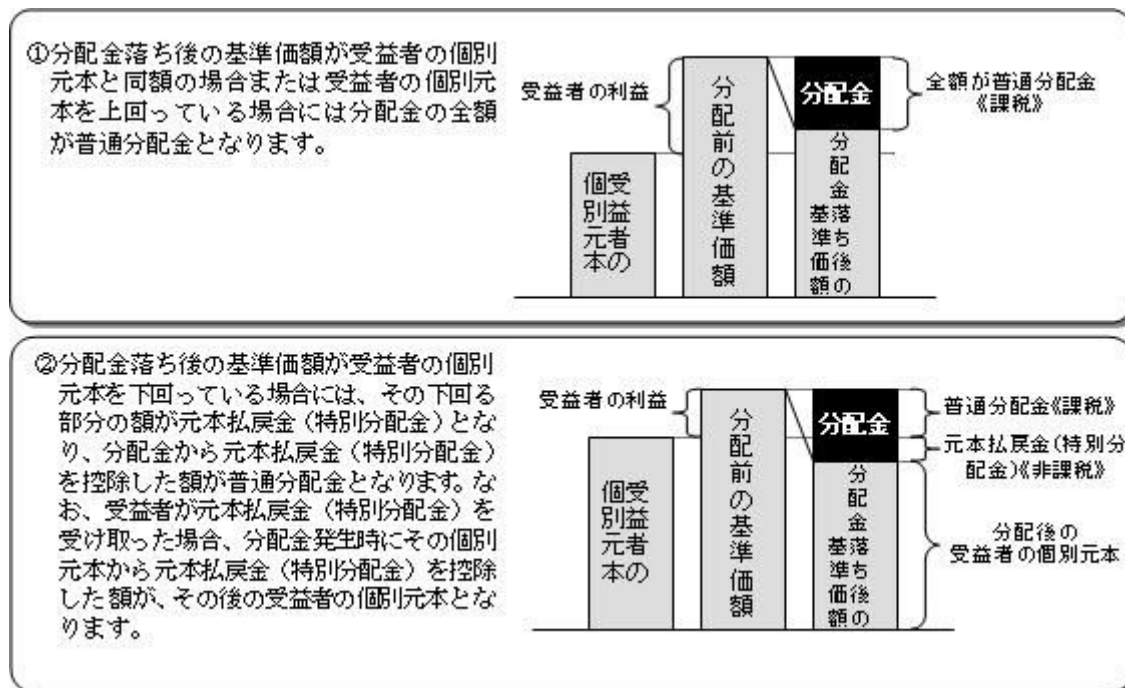 ①分配金落ち後の基準価額が受益者の個別
元本と同額の場合または受益者の個別元
本を上回っている場合には分配金の全額
が普通分配金となります。
受益者の利益
受益者の
個別元本
分配前の基準価額
分配金
分配金落ち後の
基準価額
全額が普通分配金
《課税》
②分配金落ち後の基準価額が受益者の個別
元本を下回っている場合には、その下回る
部分の額が元本払戻金（特別分配金）とな
り、分配金から元本払戻金（特別分配金）
を控除した額が普通分配金となります。な
お、受益者が元本払戻金（特別分配金）を
受け取った場合、分配金発生時にその個別
元本から元本払戻金（特別分配金）を控除
した額が、その後の受益者の個別元本とな
ります。
受益者の利益
受益者の
個別元本
分配前の基準価額
分配金
分配金落ち後の
基準価額
普通分配金《課税》
元本払戻金（特別分
配金）《非課税》
分配後の
受益者の個別元本